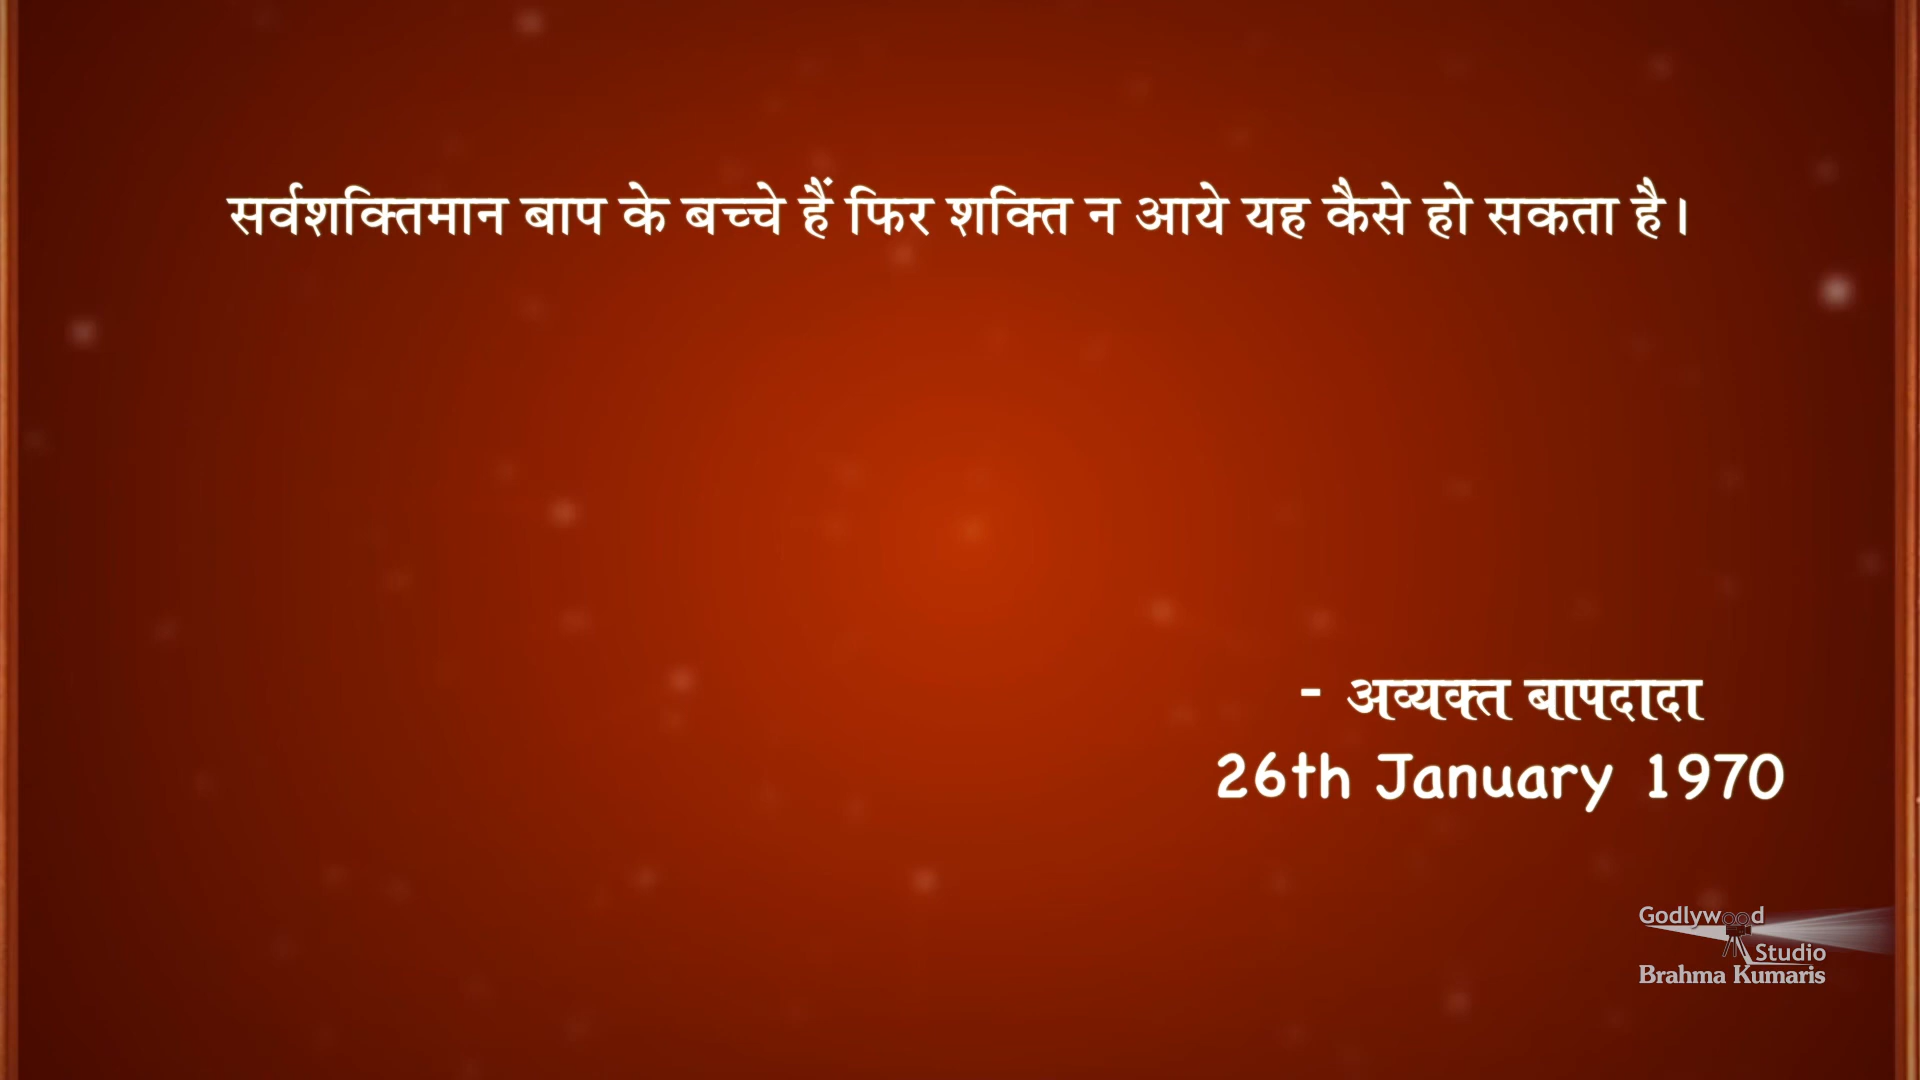 सर्वशक्तिमान बाप के बच्चे हैं फिर शक्ति न आये यह कैसे हो सकता है।
- अव्यक्त बापदादा
26th January 1970
Godlywood
Studio
Brahma Kumaris